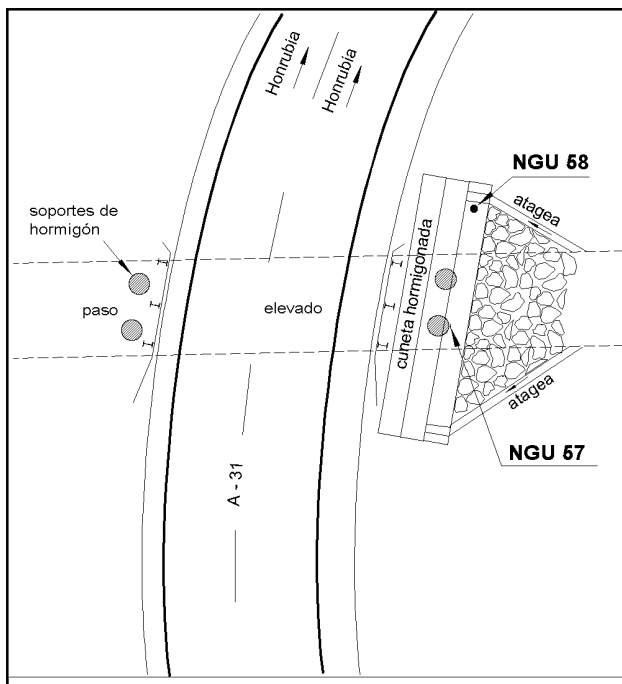 Honrubia
Honrubia
NGU 58
atagea
soportes de
hormigón
paso
elevado
cuneta hormigonada
atagea
NGU 57
A - 31